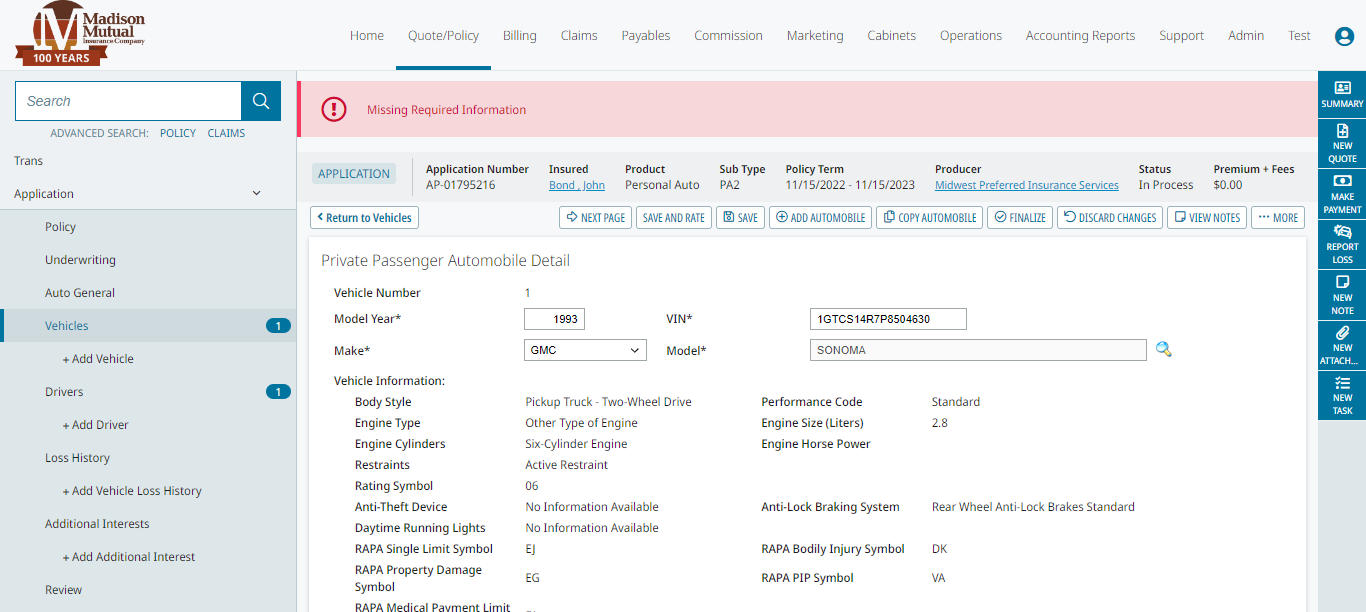 Madison
Mutual
Insurance Company
100 YEARS
Home Quote/Policy Billing Claims Payables Commission Marketing Cabinets Operations Accounting Reports Support Admin Test
Search
ADVANCED SEARCH: POLICY CLAIMS
Trans
Application
Policy
Underwriting
Auto General
Vehicles 1
+ Add Vehicle
Drivers 1
+ Add Driver
Loss History
+ Add Vehicle Loss History
Additional Interests
+ Add Additional Interest
Review
Missing Required Information
APPLICATION
Application Number Insured Product Sub Type Policy Term Producer Status Premium + Fees
AP-01795216 Bond , John Personal Auto PA2 11/15/2022 - 11/15/2023 Midwest Preferred Insurance Services In Process $0.00
Return to Vehicles NEXT PAGE SAVE AND RATE SAVE ADD AUTOMOBILE COPY AUTOMOBILE FINALIZE DISCARD CHANGES VIEW NOTES MORE
Private Passenger Automobile Detail
Vehicle Number 1
Model Year* 1993 VIN* 1GTCS14R7P8504630
Make* GMC Model* SONOMA
Vehicle Information:
Body Style Pickup Truck - Two-Wheel Drive Performance Code Standard
Engine Type Other Type of Engine Engine Size (Liters) 2.8
Engine Cylinders Six-Cylinder Engine Engine Horse Power
Restraints Active Restraint
Rating Symbol 06
Anti-Theft Device No Information Available Anti-Lock Braking System Rear Wheel Anti-Lock Brakes Standard
Daytime Running Lights No Information Available
RAPA Single Limit Symbol EJ RAPA Bodily Injury Symbol DK
RAPA Property Damage
Symbol EG RAPA PIP Symbol VA
RAPA Medical Payment Limit
SUMMARY
NEW
QUOTE
MAKE
PAYMENT
REPORT
LOSS
NEW
NOTE
NEW
ATTACH...
NEW
TASK